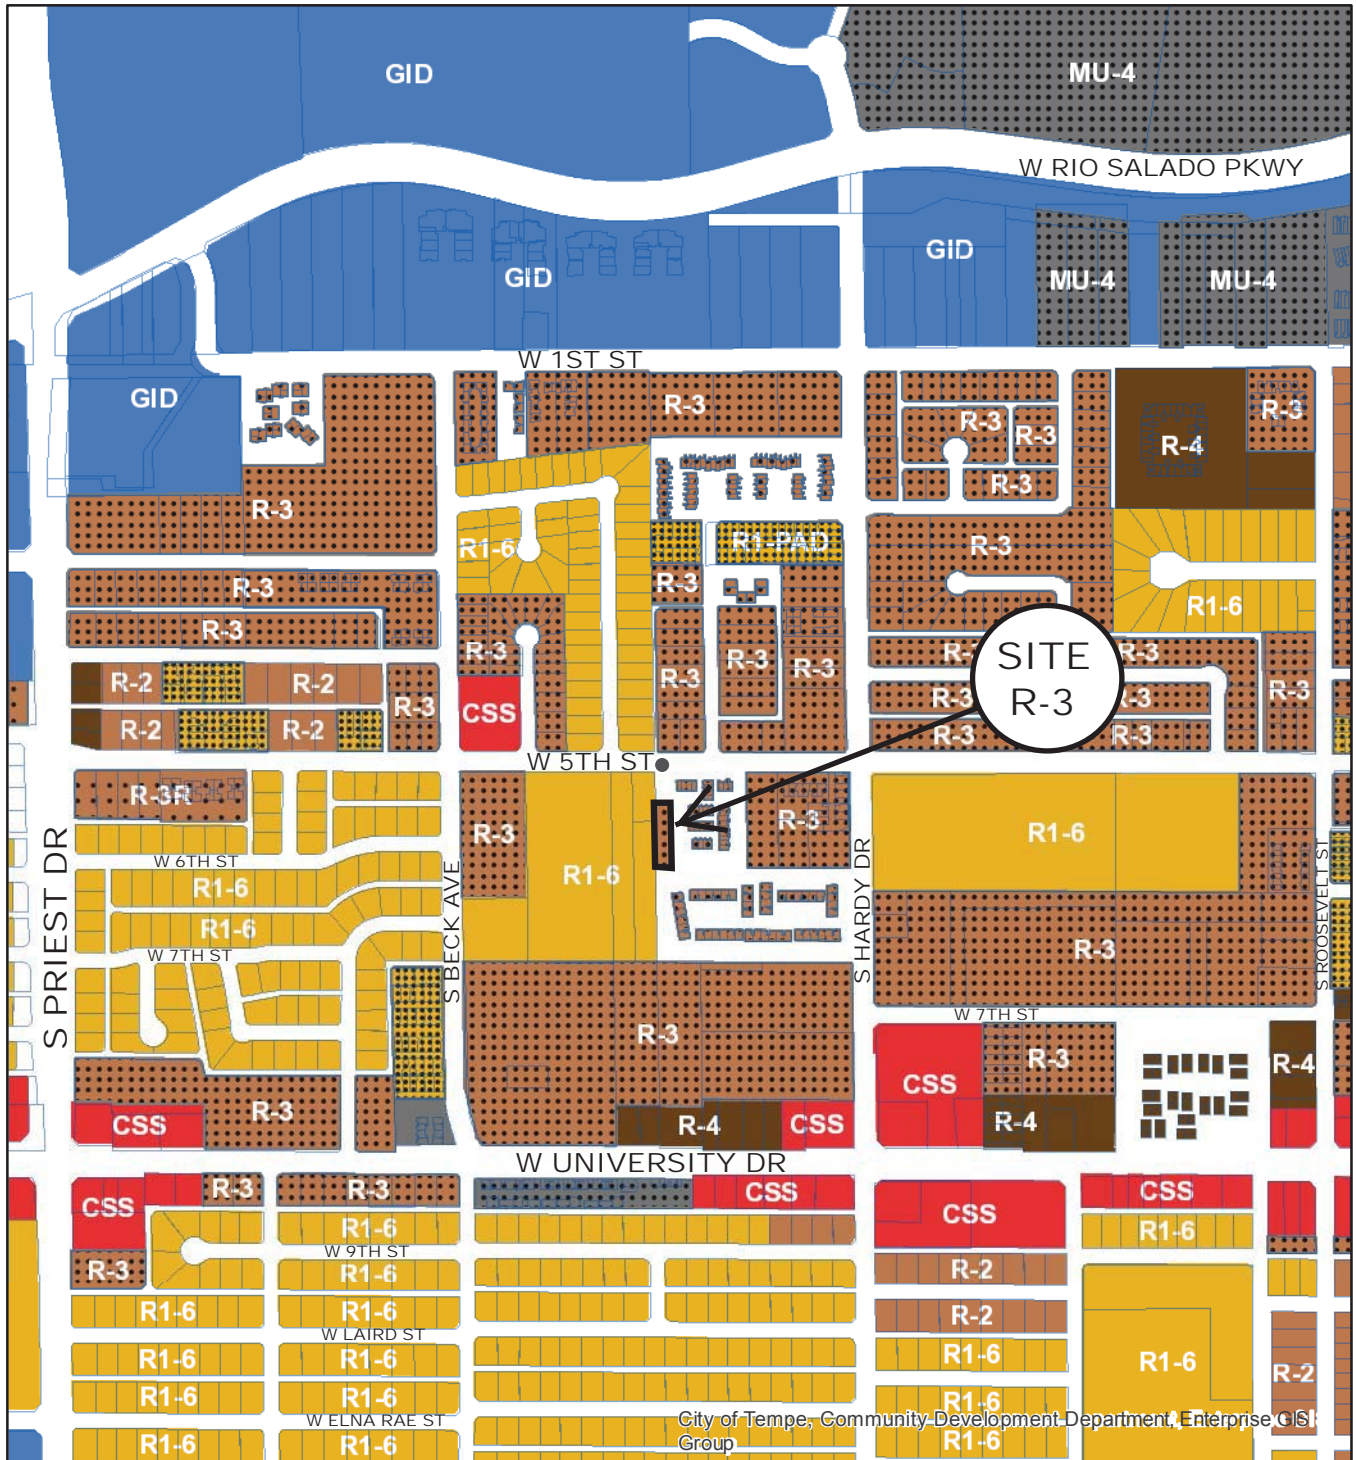 GID
MU-4
W RIO SALADO PKWY
GID
GID
MU-4
MU-4
W 1ST ST
GID
R-3
R-3
R-3
R-3
R-4
R-3
R-3
R-3
R1-6
R1-PAD
R-3
R-3
R-3
R1-6
R-3
R-3
R-3
R-3
R-3
R-3
SITE
R-3
R-3
R-2
R-2
R-3
R-3
R-3
R-3
CSS
R-2
R-2
R-3
R-3
W 5TH ST
R-3R
R-3
R-3
R1-6
W 6TH ST
R1-6
R1-6
R1-6
W 7TH ST
S PRIEST DR
S BECK AVE
S HARDY DR
S ROOSEVELT ST
R-3
R-3
W 7TH ST
R-3
R-4
CSS
CSS
R-3
R-4
CSS
R-4
W UNIVERSITY DR
CSS
R-3
R-3
CSS
CSS
CSS
R1-6
R1-6
W 9TH ST
R-3
R1-6
R-2
R1-6
R1-6
R-2
W LAIRD ST
R1-6
R1-6
R1-6
R1-6
R-2
R1-6
R1-6
R1-6
W ELNA RAE ST
R1-6
R1-6
R1-6
City of Tempe, Community Development Department, Enterprise GIS
Group